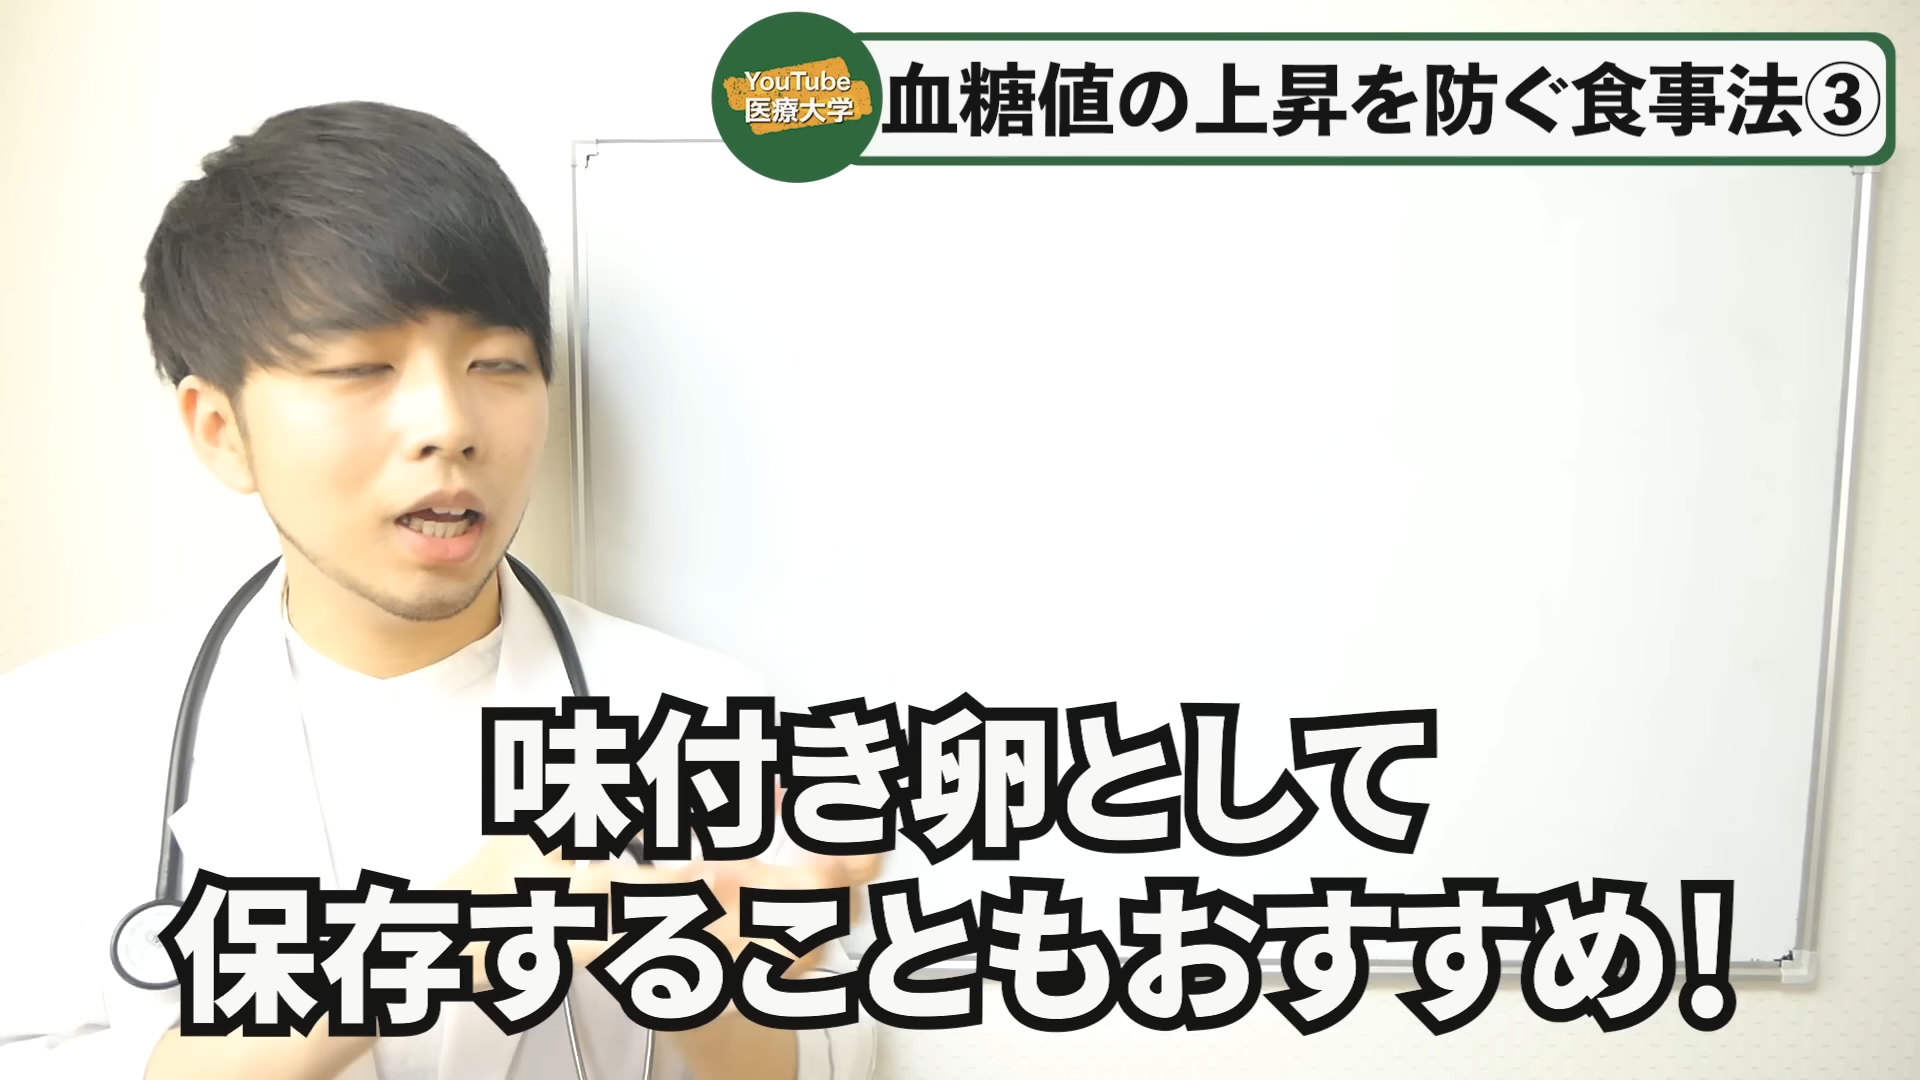 YouTube
医療大学
血糖値の上昇を防ぐ食事法③
味付き卵として
保存することもおすすめ!